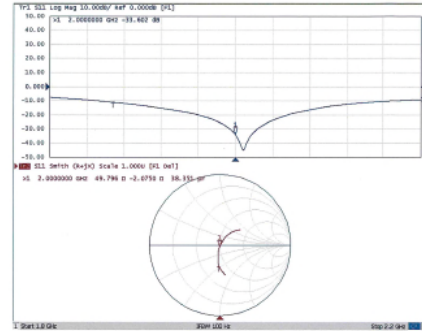 Tr1 S11 Log Mag 10.00dB/ Ref 0.000dB [F1]
50.00
>1 2.0000000 GHz -33.602 dB
40.00
30.00
20.00
10.00
0.000
-10.00
-20.00
-30.00
-40.00
-50.00
S11 Smith (R+jX) Scale 1.000U [F1 Del]
>1 2.0000000 GHz 49.796 Ω -2.0750 Ω 38.351 pF
1 Start 1.8 GHz
IFBW 100 Hz
Stop 2.2 GHz